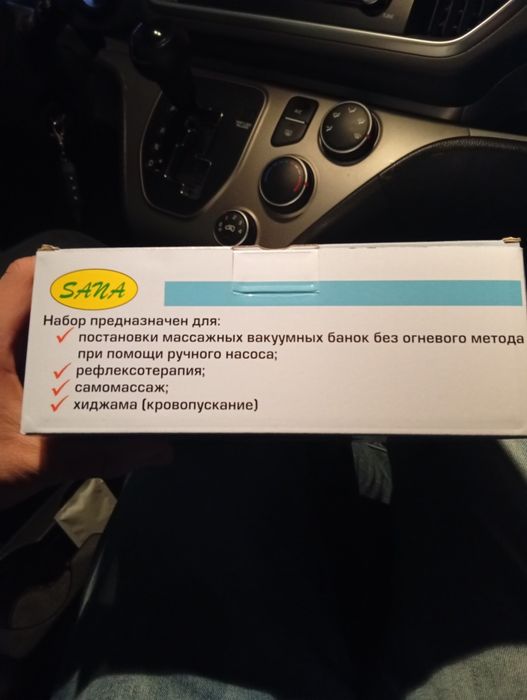 SANA
Набор предназначен для:
постановки массажных вакуумных банок без огневого метода
при помощи ручного насоса;
рефлексотерапия;
самомассаж;
хиджама (кровопускание)